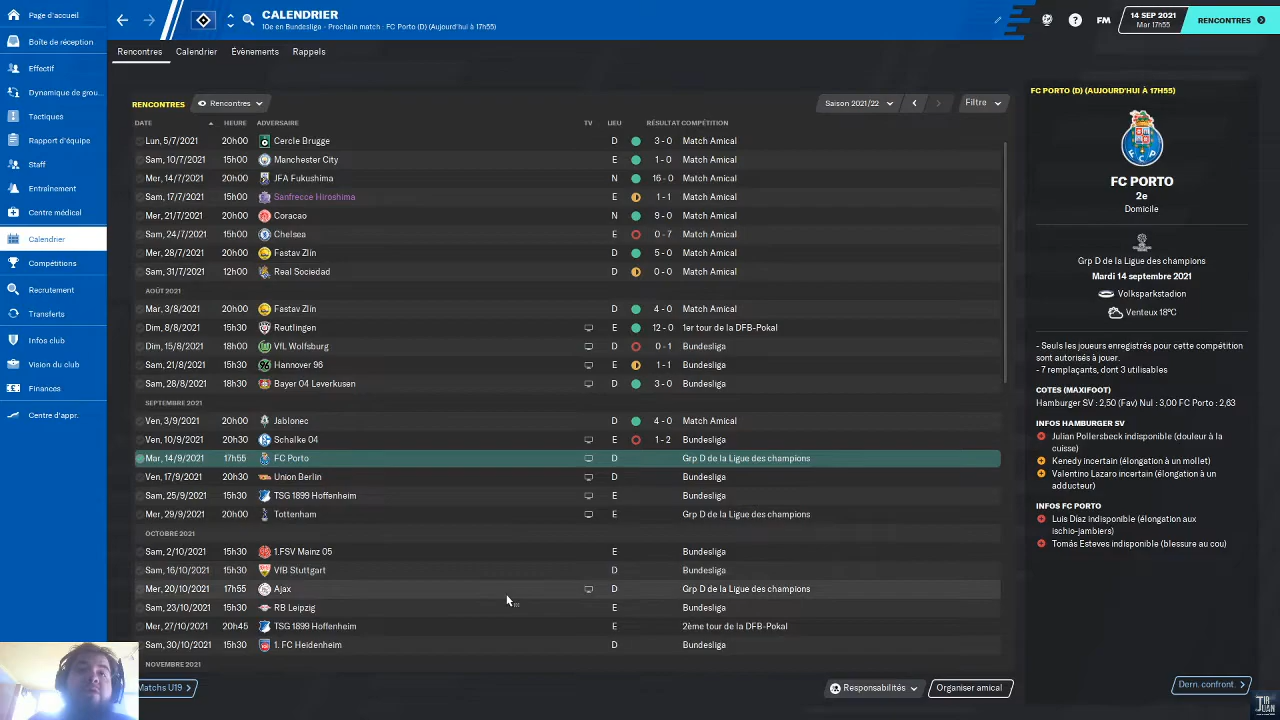 Page d'accueil
Boîte de réception
Effectif
Dynamique de grou...
Tactiques
Rapport d'équipe
Staff
Entraînement
Centre médical
Calendrier
Compétitions
Recrutement
Transferts
Infos club
Vision du club
Finances
Centre d'appr.
CALENDRIER
10e en Bundesliga - Prochain match : FC Porto (D) (Aujourd'hui à 17h55)
FM
14 SEP 2021
Mar 17h55
RENCONTRES
Rencontres Calendrier Évènements Rappels
RENCONTRES Rencontres Saison 2021/22 Filtre
DATE HEURE ADVERSAIRE TV LIEU RÉSULTAT COMPÉTITION
Lun, 5/7/2021 20h00 Cercle Brugge D 3 - 0 Match Amical
Sam, 10/7/2021 15h00 Manchester City E 1 - 0 Match Amical
Mer, 14/7/2021 20h00 JFA Fukushima N 16 - 0 Match Amical
Sam, 17/7/2021 15h00 Sanfrecce Hiroshima E 1 - 1 Match Amical
Mer, 21/7/2021 20h00 Coracao N 9 - 0 Match Amical
Sam, 24/7/2021 15h00 Chelsea E 0 - 7 Match Amical
Mer, 28/7/2021 20h00 Fastav Zlín D 5 - 0 Match Amical
Sam, 31/7/2021 12h00 Real Sociedad D 0 - 0 Match Amical
AOÛT 2021
Mar, 3/8/2021 20h00 Fastav Zlín D 4 - 0 Match Amical
Dim, 8/8/2021 15h30 Reutlingen E 12 - 0 1er tour de la DFB-Pokal
Dim, 15/8/2021 18h00 VfL Wolfsburg D 0 - 1 Bundesliga
Sam, 21/8/2021 15h30 Hannover 96 E 1 - 1 Bundesliga
Sam, 28/8/2021 18h30 Bayer 04 Leverkusen D 3 - 0 Bundesliga
SEPTEMBRE 2021
Ven, 3/9/2021 20h00 Jablonec D 4 - 0 Match Amical
Ven, 10/9/2021 20h30 Schalke 04 E 1 - 2 Bundesliga
Mar, 14/9/2021 17h55 FC Porto D Grp D de la Ligue des champions
Ven, 17/9/2021 20h30 Union Berlin D Bundesliga
Sam, 25/9/2021 15h30 TSG 1899 Hoffenheim E Bundesliga
Mer, 29/9/2021 20h00 Tottenham E Grp D de la Ligue des champions
OCTOBRE 2021
Sam, 2/10/2021 15h30 1.FSV Mainz 05 E Bundesliga
Sam, 16/10/2021 15h30 VfB Stuttgart D Bundesliga
Mer, 20/10/2021 17h55 Ajax D Grp D de la Ligue des champions
Sam, 23/10/2021 15h30 RB Leipzig E Bundesliga
Mer, 27/10/2021 20h45 TSG 1899 Hoffenheim E 2ème tour de la DFB-Pokal
Sam, 30/10/2021 15h30 1. FC Heidenheim D Bundesliga
NOVEMBRE 2021
Matchs U19 Responsabilités Organiser amical
FC PORTO (D) (AUJOURD'HUI À 17H55)
FCP
FC PORTO
2e
Domicile
Grp D de la Ligue des champions
Mardi 14 septembre 2021
Volksparkstadion
Venteux 18°C
- Seuls les joueurs enregistrés pour cette compétition
sont autorisés à jouer.
- 7 remplaçants, dont 3 utilisables
COTES (MAXIFOOT)
Hamburger SV : 2,50 (Fav) Nul : 3,00 FC Porto : 2,63
INFOS HAMBURGER SV
Julian Pollersbeck indisponible (douleur à la
cuisse)
Kenedy incertain (élongation à un mollet)
Valentino Lazaro incertain (élongation à un
adducteur)
INFOS FC PORTO
Luis Díaz indisponible (élongation aux
ischio-jambiers)
Tomás Esteves indisponible (blessure au cou)
Dern. confront.
TIR
JUAN